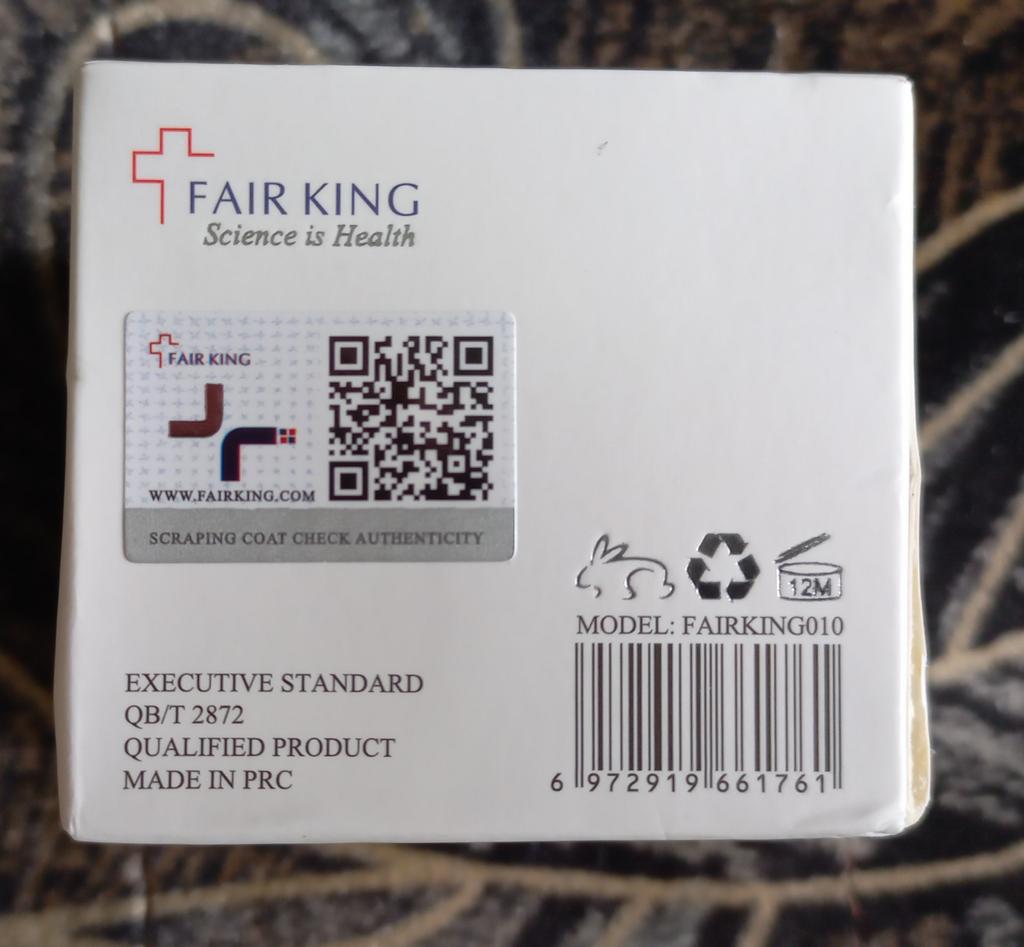 FAIR KING
Science is Health
FAIR KING
WWW.FAIRKING.COM
SCRAPING COAT CHECK AUTHENTICITY
12M
MODEL: FAIRKING010
6 972919 661761
EXECUTIVE STANDARD
QB/T 2872
QUALIFIED PRODUCT
MADE IN PRC